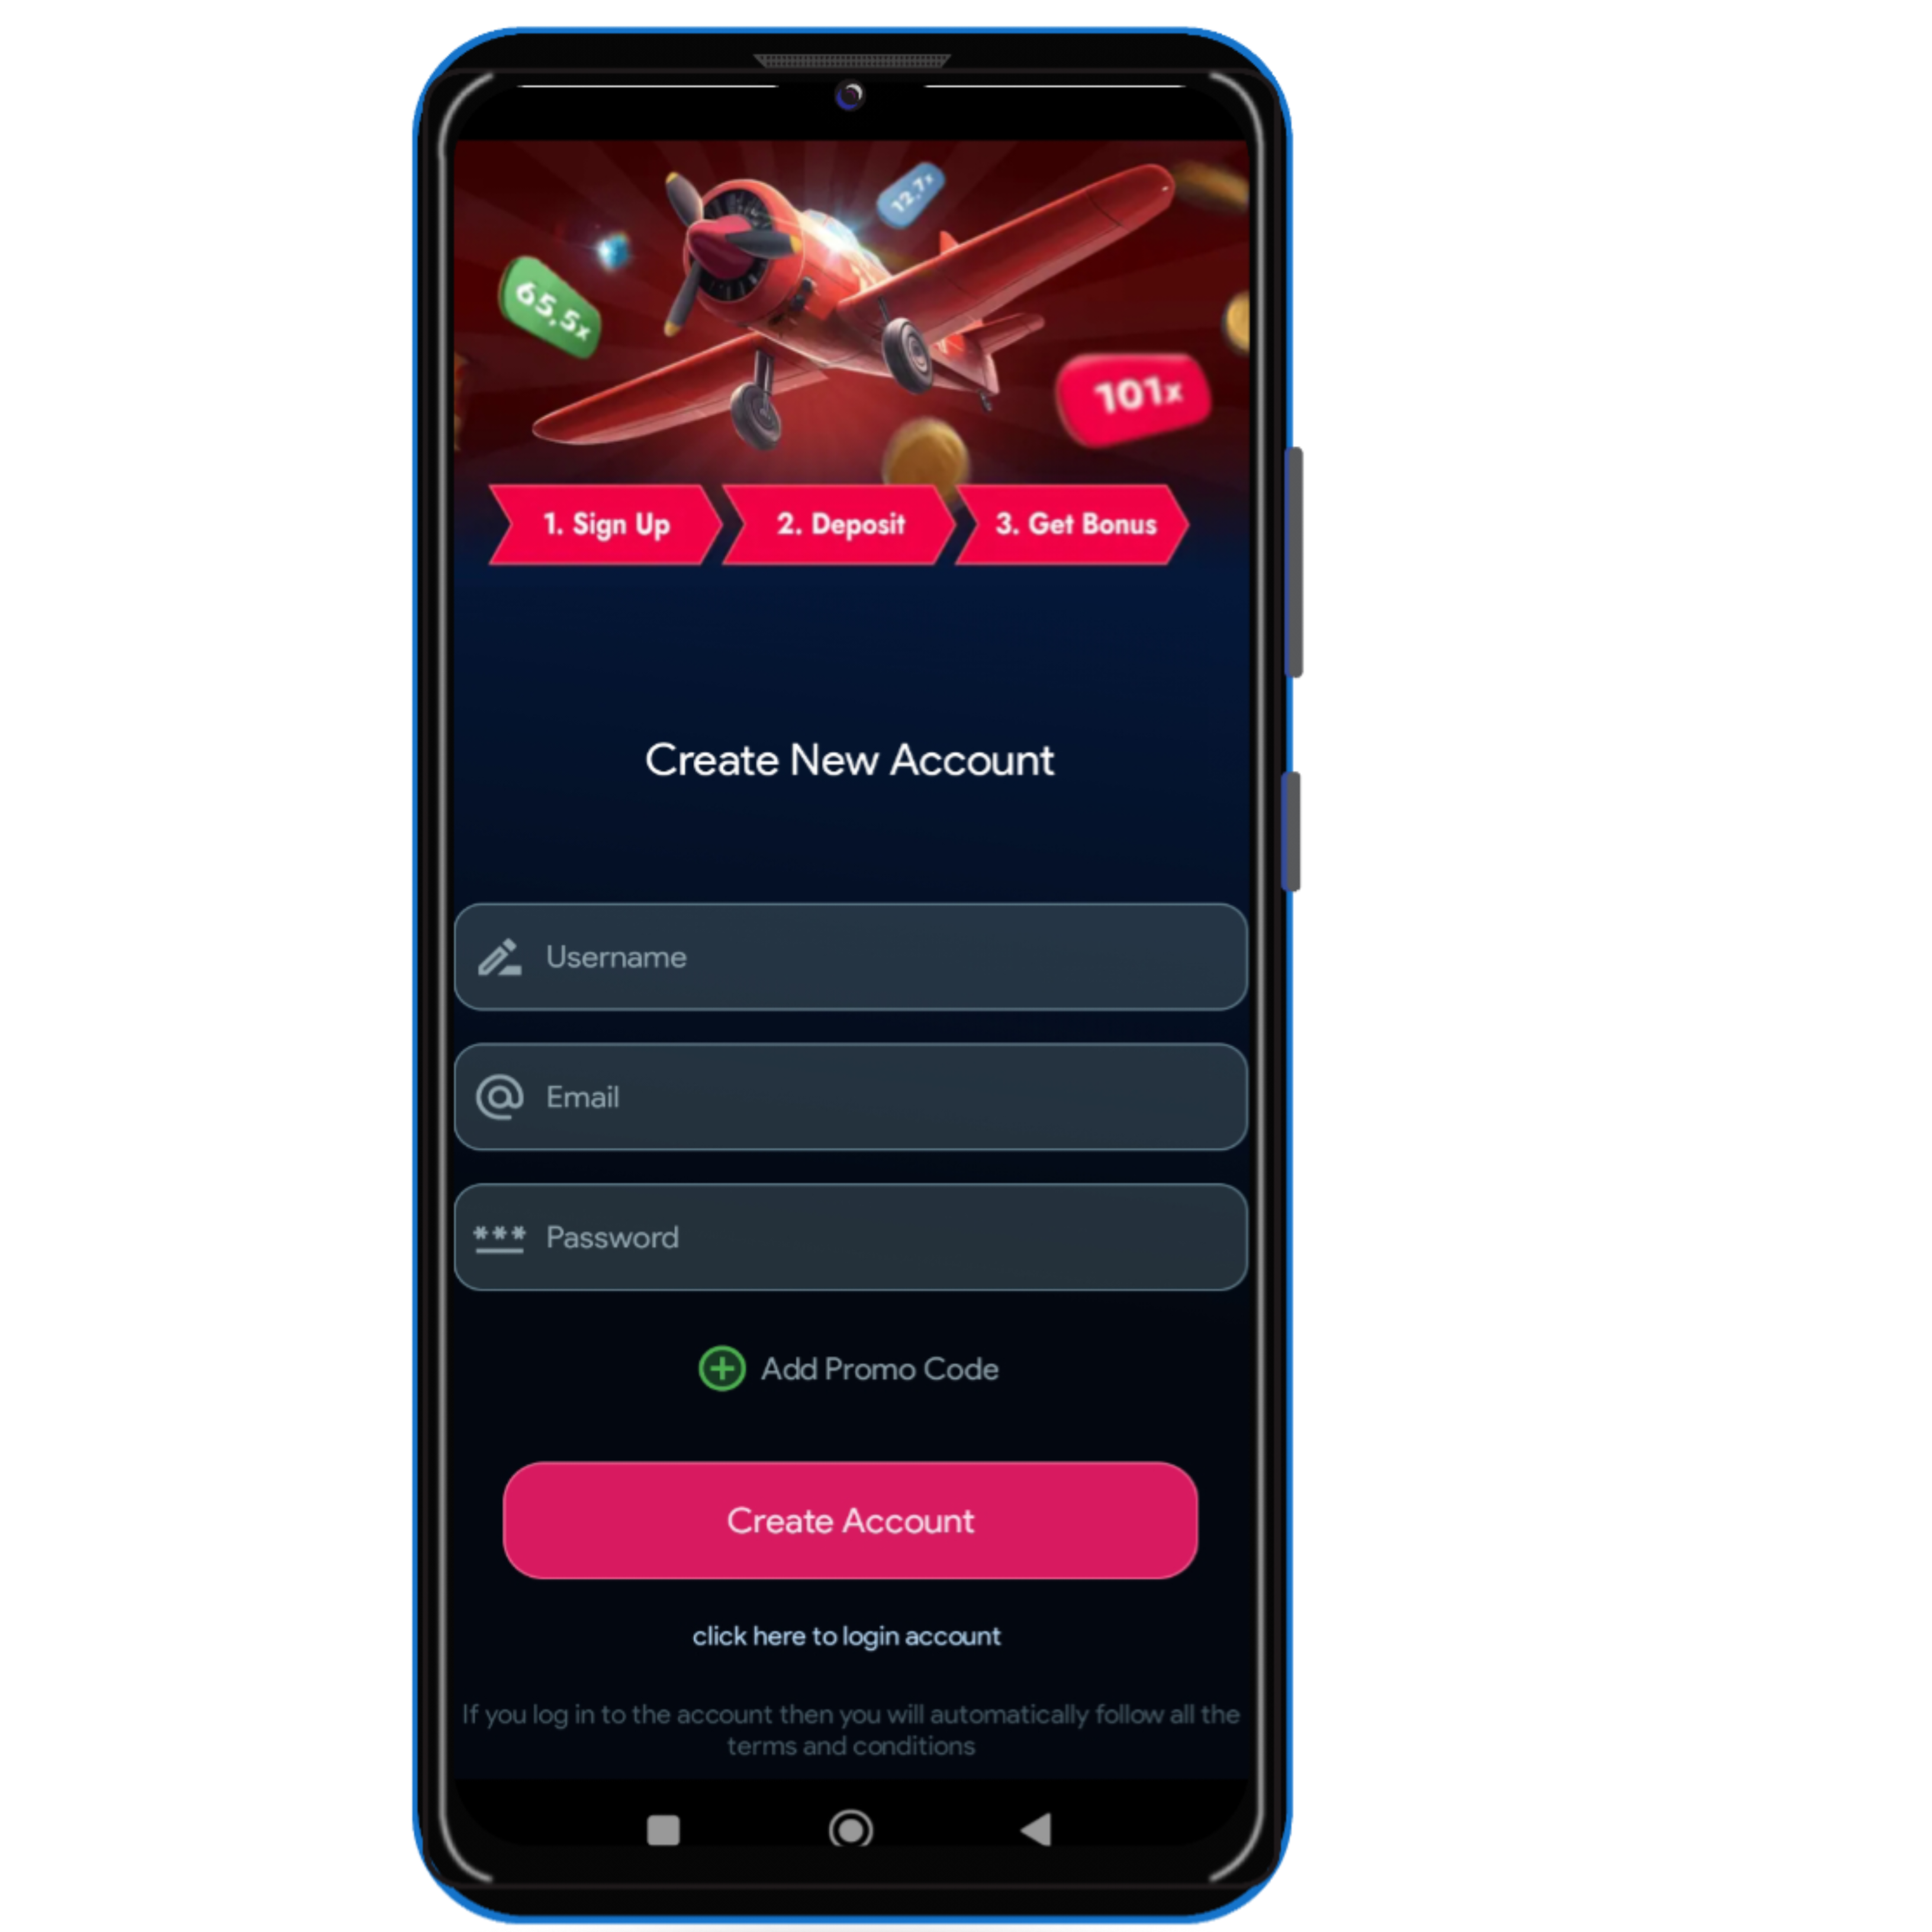 12,7x
65,5x
101x
1. Sign Up
2. Deposit
3. Get Bonus
Create New Account
Username
Email
*** Password
Add Promo Code
Create Account
click here to login account
If you log in to the account then you will automatically follow all the
terms and conditions